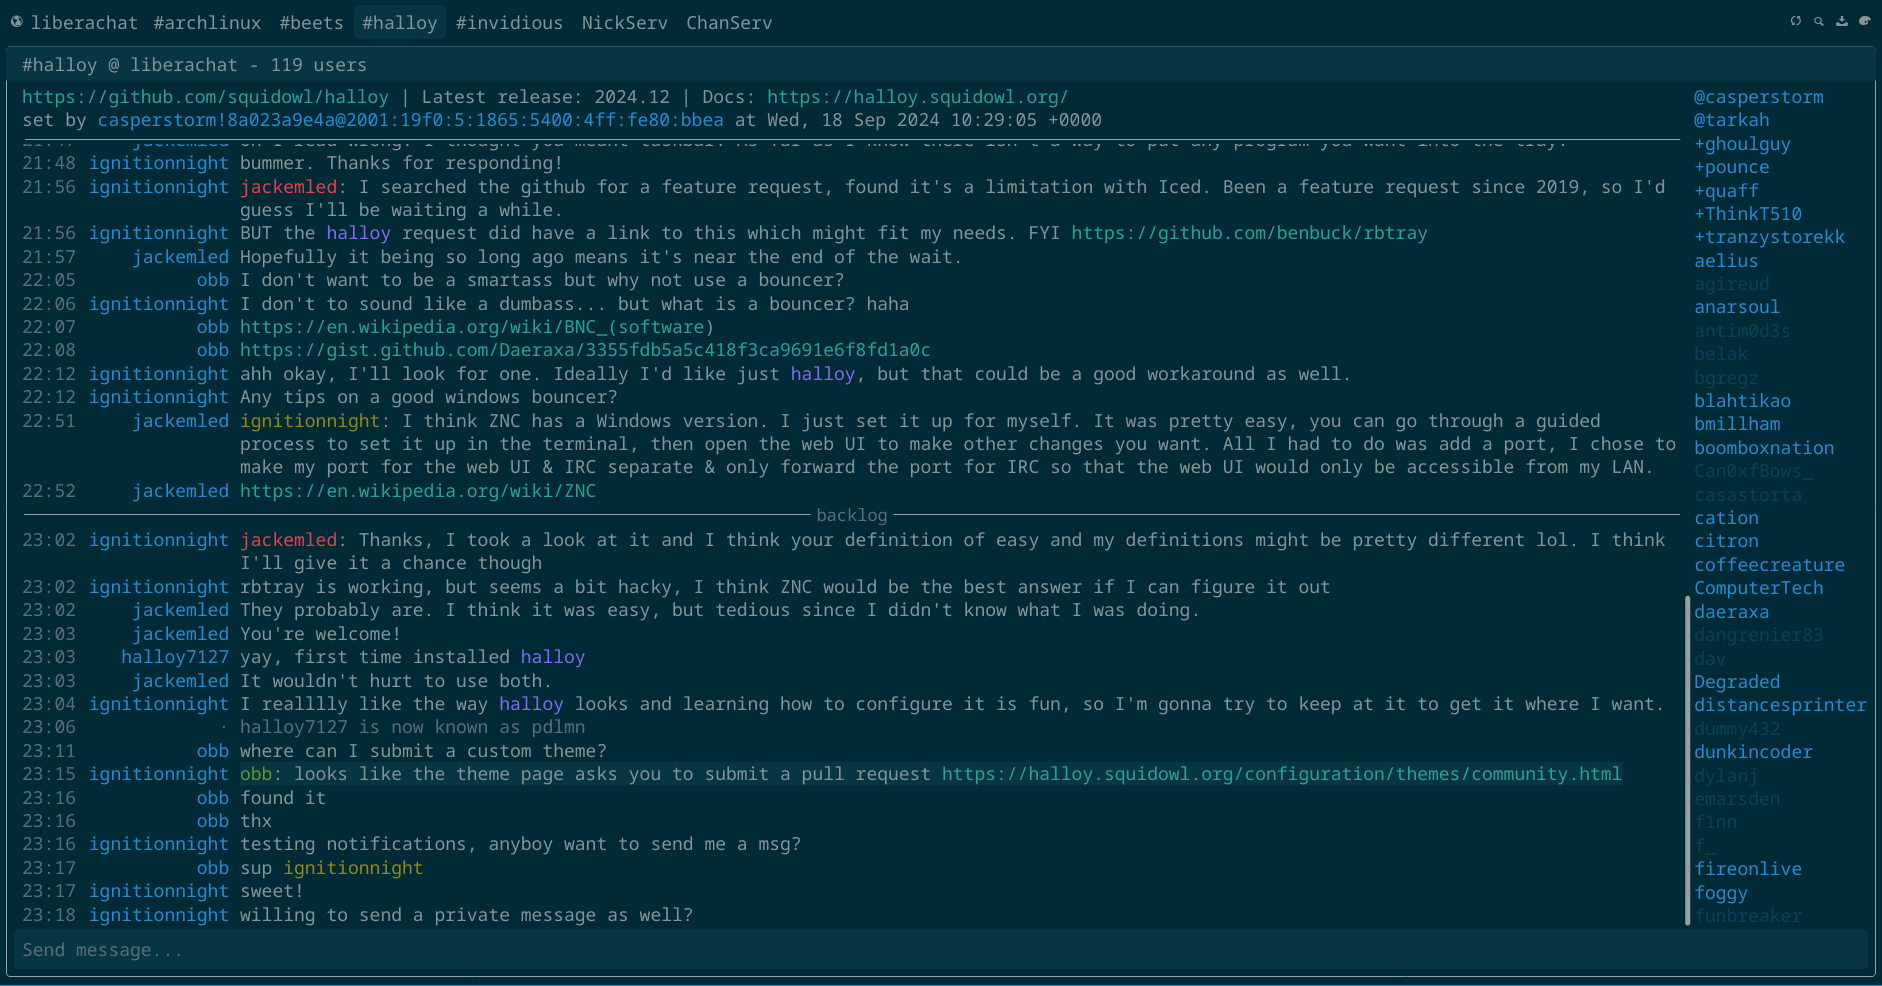 liberachat #archlinux #beets #halloy #invidious NickServ ChanServ
#halloy @ liberachat - 119 users
https://github.com/squidowl/halloy | Latest release: 2024.12 | Docs: https://halloy.squidowl.org/
set by casperstorm!8a023a9e4a@2001:19f0:5:1865:5400:4ff:fe80:bbea at Wed, 18 Sep 2024 10:29:05 +0000
21:48 ignitionnight bummer. Thanks for responding!
21:56 ignitionnight jackemled: I searched the github for a feature request, found it's a limitation with Iced. Been a feature request since 2019, so I'd
guess I'll be waiting a while.
21:56 ignitionnight BUT the halloy request did have a link to this which might fit my needs. FYI https://github.com/benbuck/rbtray
21:57 jackemled Hopefully it being so long ago means it's near the end of the wait.
22:05 obb I don't want to be a smartass but why not use a bouncer?
22:06 ignitionnight I don't to sound like a dumbass... but what is a bouncer? haha
22:07 obb https://en.wikipedia.org/wiki/BNC_(software)
22:08 obb https://gist.github.com/Daeraxa/3355fdb5a5c418f3ca9691e6f8fd1a0c
22:12 ignitionnight ahh okay, I'll look for one. Ideally I'd like just halloy, but that could be a good workaround as well.
22:12 ignitionnight Any tips on a good windows bouncer?
22:51 jackemled ignitionnight: I think ZNC has a Windows version. I just set it up for myself. It was pretty easy, you can go through a guided
process to set it up in the terminal, then open the web UI to make other changes you want. All I had to do was add a port, I chose to
make my port for the web UI & IRC separate & only forward the port for IRC so that the web UI would only be accessible from my LAN.
22:52 jackemled https://en.wikipedia.org/wiki/ZNC
backlog
23:02 ignitionnight jackemled: Thanks, I took a look at it and I think your definition of easy and my definitions might be pretty different lol. I think
I'll give it a chance though
23:02 ignitionnight rbtray is working, but seems a bit hacky, I think ZNC would be the best answer if I can figure it out
23:02 jackemled They probably are. I think it was easy, but tedious since I didn't know what I was doing.
23:03 jackemled You're welcome!
23:03 halloy7127 yay, first time installed halloy
23:03 jackemled It wouldn't hurt to use both.
23:04 ignitionnight I realllly like the way halloy looks and learning how to configure it is fun, so I'm gonna try to keep at it to get it where I want.
23:06 · halloy7127 is now known as pdlmn
23:11 obb where can I submit a custom theme?
23:15 ignitionnight obb: looks like the theme page asks you to submit a pull request https://halloy.squidowl.org/configuration/themes/community.html
23:16 obb found it
23:16 obb thx
23:16 ignitionnight testing notifications, anyboy want to send me a msg?
23:17 obb sup ignitionnight
23:17 ignitionnight sweet!
23:18 ignitionnight willing to send a private message as well?
Send message...
@casperstorm
@tarkah
+ghoulguy
+pounce
+quaff
+ThinkT510
+tranzystorekk
aelius
agireud
anarsoul
antim0d3s
belak
bgregz
blahtikao
bmillham
boomboxnation
Can0xfBows_
casastorta
cation
citron
coffeecreature
ComputerTech
daeraxa
dangrenier83
dav
Degraded
distancesprinter
dummy432
dunkincoder
dylanj
emarsden
f1nn
f_
fireonlive
foggy
funbreaker